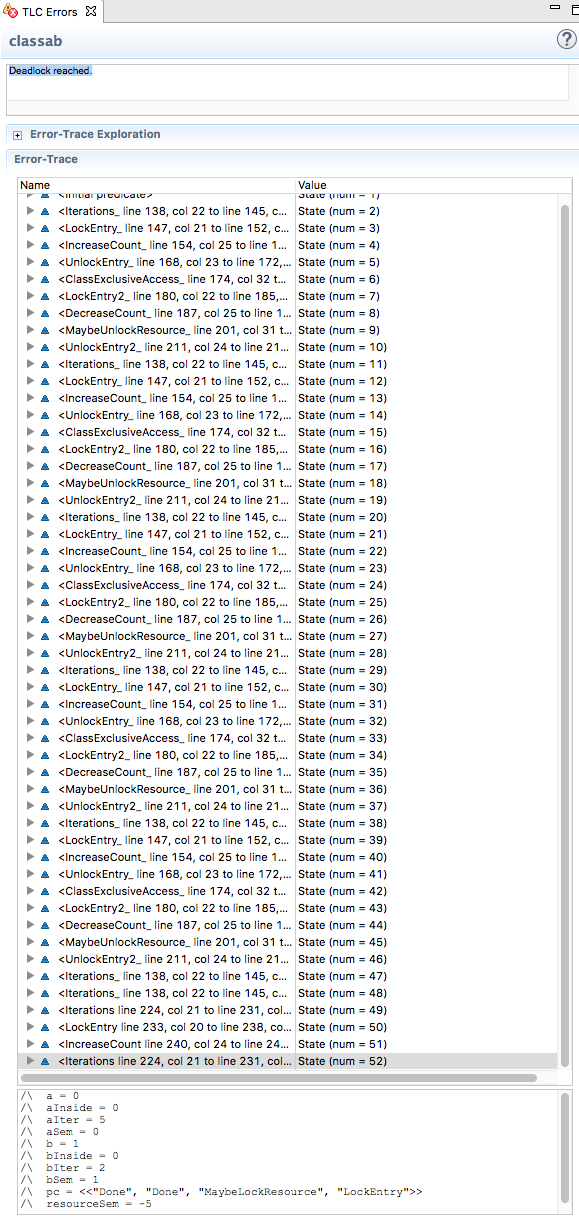 TLC Errors
classab
?
Deadlock reached.
Error-Trace Exploration
Error-Trace
Name Value
<Initial predicate> State (num = 1)
<Iterations_ line 138, col 22 to line 145, c... State (num = 2)
<LockEntry_ line 147, col 21 to line 152, c... State (num = 3)
<IncreaseCount_ line 154, col 25 to line 1... State (num = 4)
<UnlockEntry_ line 168, col 23 to line 172,... State (num = 5)
<ClassExclusiveAccess_ line 174, col 32 t... State (num = 6)
<LockEntry2_ line 180, col 22 to line 185,... State (num = 7)
<DecreaseCount_ line 187, col 25 to line 1... State (num = 8)
<MaybeUnlockResource_ line 201, col 31 t... State (num = 9)
<UnlockEntry2_ line 211, col 24 to line 21... State (num = 10)
<Iterations_ line 138, col 22 to line 145, c... State (num = 11)
<LockEntry_ line 147, col 21 to line 152, c... State (num = 12)
<IncreaseCount_ line 154, col 25 to line 1... State (num = 13)
<UnlockEntry_ line 168, col 23 to line 172,... State (num = 14)
<ClassExclusiveAccess_ line 174, col 32 t... State (num = 15)
<LockEntry2_ line 180, col 22 to line 185,... State (num = 16)
<DecreaseCount_ line 187, col 25 to line 1... State (num = 17)
<MaybeUnlockResource_ line 201, col 31 t... State (num = 18)
<UnlockEntry2_ line 211, col 24 to line 21... State (num = 19)
<Iterations_ line 138, col 22 to line 145, c... State (num = 20)
<LockEntry_ line 147, col 21 to line 152, c... State (num = 21)
<IncreaseCount_ line 154, col 25 to line 1... State (num = 22)
<UnlockEntry_ line 168, col 23 to line 172,... State (num = 23)
<ClassExclusiveAccess_ line 174, col 32 t... State (num = 24)
<LockEntry2_ line 180, col 22 to line 185,... State (num = 25)
<DecreaseCount_ line 187, col 25 to line 1... State (num = 26)
<MaybeUnlockResource_ line 201, col 31 t... State (num = 27)
<UnlockEntry2_ line 211, col 24 to line 21... State (num = 28)
<Iterations_ line 138, col 22 to line 145, c... State (num = 29)
<LockEntry_ line 147, col 21 to line 152, c... State (num = 30)
<IncreaseCount_ line 154, col 25 to line 1... State (num = 31)
<UnlockEntry_ line 168, col 23 to line 172,... State (num = 32)
<ClassExclusiveAccess_ line 174, col 32 t... State (num = 33)
<LockEntry2_ line 180, col 22 to line 185,... State (num = 34)
<DecreaseCount_ line 187, col 25 to line 1... State (num = 35)
<MaybeUnlockResource_ line 201, col 31 t... State (num = 36)
<UnlockEntry2_ line 211, col 24 to line 21... State (num = 37)
<Iterations_ line 138, col 22 to line 145, c... State (num = 38)
<LockEntry_ line 147, col 21 to line 152, c... State (num = 39)
<IncreaseCount_ line 154, col 25 to line 1... State (num = 40)
<UnlockEntry_ line 168, col 23 to line 172,... State (num = 41)
<ClassExclusiveAccess_ line 174, col 32 t... State (num = 42)
<LockEntry2_ line 180, col 22 to line 185,... State (num = 43)
<DecreaseCount_ line 187, col 25 to line 1... State (num = 44)
<MaybeUnlockResource_ line 201, col 31 t... State (num = 45)
<UnlockEntry2_ line 211, col 24 to line 21... State (num = 46)
<Iterations_ line 138, col 22 to line 145, c... State (num = 47)
<Iterations_ line 138, col 22 to line 145, c... State (num = 48)
<Iterations line 224, col 21 to line 231, col... State (num = 49)
<LockEntry line 233, col 20 to line 238, co... State (num = 50)
<IncreaseCount line 240, col 24 to line 24... State (num = 51)
<Iterations line 224, col 21 to line 231, col... State (num = 52)
/\ a = 0
/\ aInside = 0
/\ aIter = 5
/\ aSem = 0
/\ b = 1
/\ bInside = 0
/\ bIter = 2
/\ bSem = 1
/\ pc = <<"Done", "Done", "MaybeLockResource", "LockEntry">>
/\ resourceSem = -5